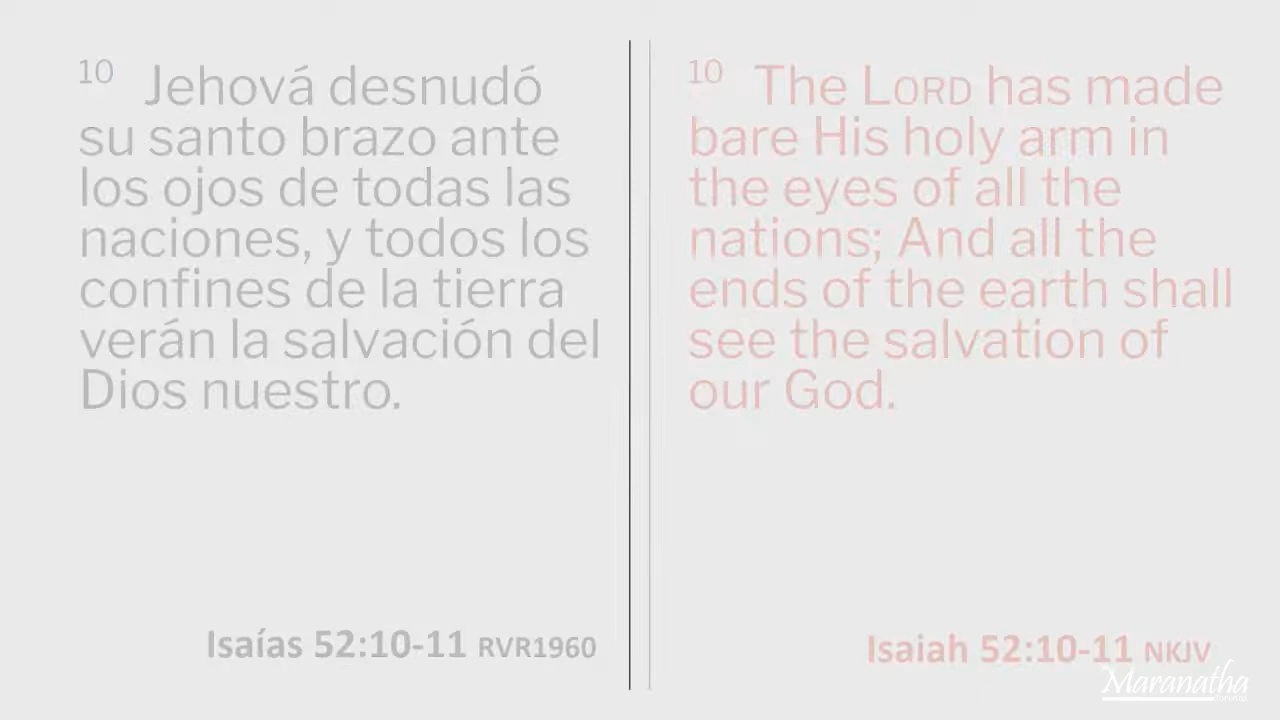 10 Jehová desnudó
su santo brazo ante
los ojos de todas las
naciones, y todos los
confines de la tierra
verán la salvación del
Dios nuestro.
Isaías 52:10-11 RVR1960
10 The LORD has made
bare His holy arm in
the eyes of all the
nations; And all the
ends of the earth shall
see the salvation of
our God.
Isaiah 52:10-11 NKJV
Maranatha